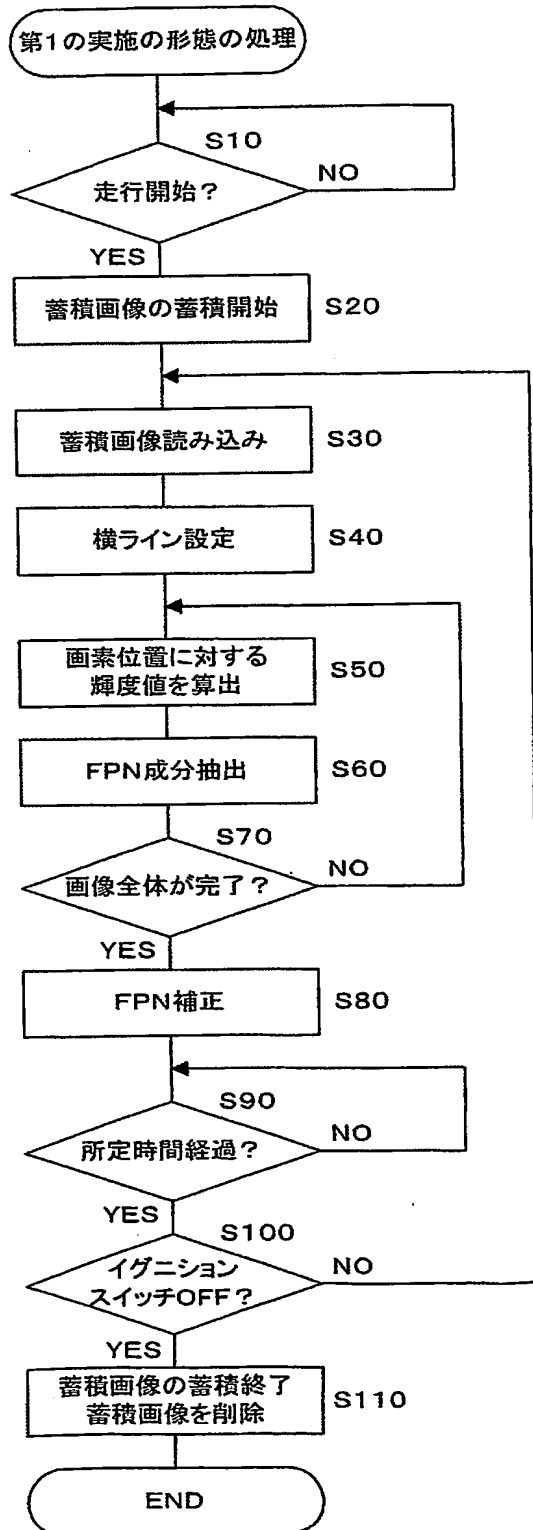 第1の実施の形態の処理
S10
走行開始?
NO
YES
蓄積画像の蓄積開始
S20
蓄積画像読み込み
S30
横ライン設定
S40
画素位置に対する
輝度値を算出
S50
FPN成分抽出
S60
S70
画像全体が完了?
NO
YES
FPN補正
S80
S90
所定時間経過?
NO
YES
S100
イグニション
スイッチOFF?
NO
YES
蓄積画像の蓄積終了
蓄積画像を削除
S110
END